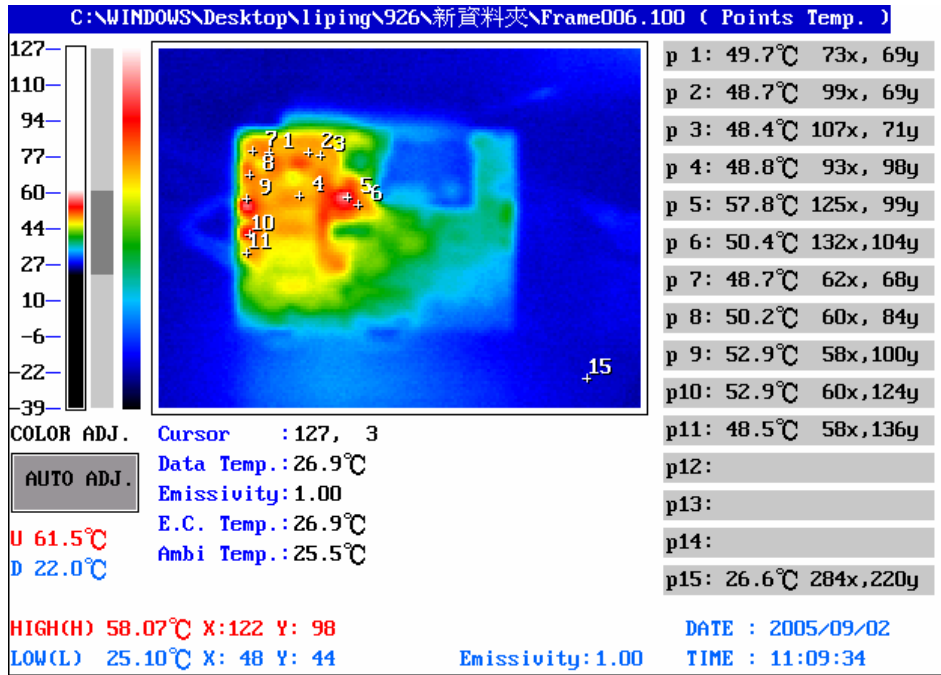 C:\WINDOWS\Desktop\liping\926\新資料夾\Frame006.100 ( Points Temp. )
127
110
94
77
60
44
27
10
-6
-22
-39
7 1 2 3
8
9 4 5 6
10
11
15
p 1: 49.7℃ 73x, 69y
p 2: 48.7℃ 99x, 69y
p 3: 48.4℃ 107x, 71y
p 4: 48.8℃ 93x, 98y
p 5: 57.8℃ 125x, 99y
p 6: 50.4℃ 132x,104y
p 7: 48.7℃ 62x, 68y
p 8: 50.2℃ 60x, 84y
p 9: 52.9℃ 58x,100y
p10: 52.9℃ 60x,124y
p11: 48.5℃ 58x,136y
p12:
p13:
p14:
p15: 26.6℃ 284x,220y
COLOR ADJ.
AUTO ADJ.
U 61.5℃
D 22.0℃
Cursor :127, 3
Data Temp.:26.9℃
Emissivity:1.00
E.C. Temp.:26.9℃
Ambi Temp.:25.5℃
HIGH(H) 58.07℃ X:122 Y: 98
LOW(L) 25.10℃ X: 48 Y: 44
Emissivity:1.00
DATE : 2005/09/02
TIME : 11:09:34